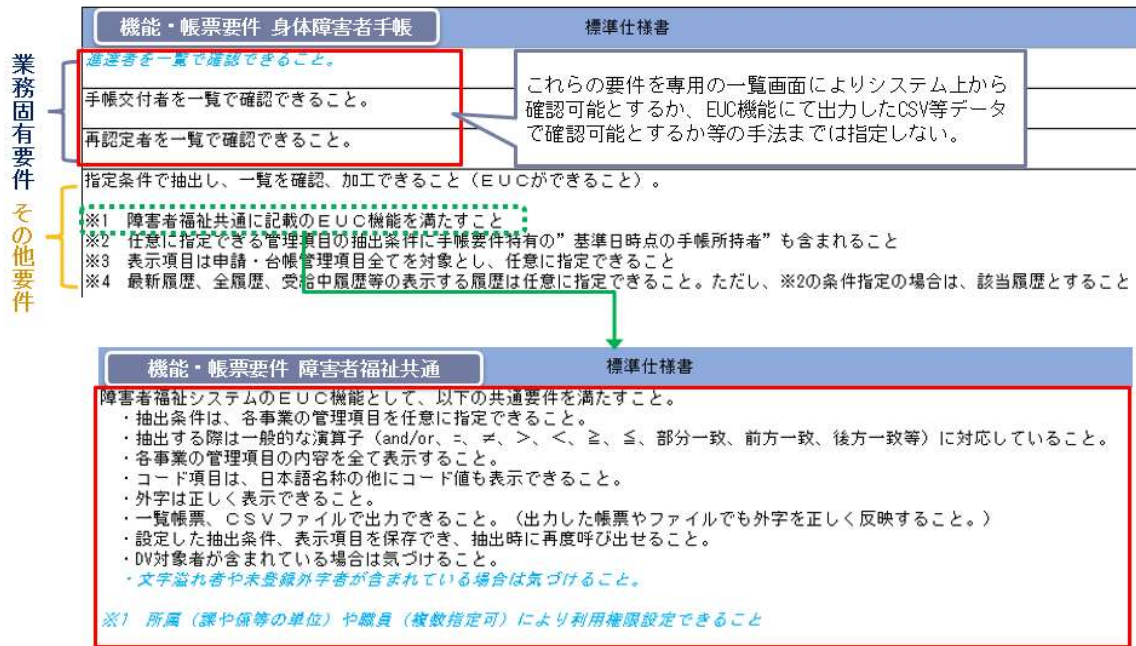 機能・帳票要件 身体障害者手帳
標準仕様書
業務固有要件
進達者を一覧で確認できること。
手帳交付者を一覧で確認できること。
再認定者を一覧で確認できること。
これらの要件を専用の一覧画面によりシステム上から
確認可能とするか、EUC機能にて出力したCSV等データ
で確認可能とするか等の手法までは指定しない。
その他要件
指定条件で抽出し、一覧を確認、加工できること(EUCができること)。
※1 障害者福祉共通に記載のEUC機能を満たすこと
※2 任意に指定できる管理項目の抽出条件に手帳要件特有の"基準日時点の手帳所持者"も含まれること
※3 表示項目は申請・台帳管理項目全てを対象とし、任意に指定できること
※4 最新履歴、全履歴、受給中履歴等の表示する履歴は任意に指定できること。ただし、※2の条件指定の場合は、該当履歴とすること
機能・帳票要件 障害者福祉共通
標準仕様書
障害者福祉システムのEUC機能として、以下の共通要件を満たすこと。
・抽出条件は、各事業の管理項目を任意に指定できること。
・抽出する際は一般的な演算子(and/or、=、≠、>、<、≧、≦、部分一致、前方一致、後方一致等)に対応していること。
・各事業の管理項目の内容を全て表示すること。
・コード項目は、日本語名称の他にコード値も表示できること。
・外字は正しく表示できること。
・一覧帳票、CSVファイルで出力できること。(出力した帳票やファイルでも外字を正しく反映すること。)
・設定した抽出条件、表示項目を保存でき、抽出時に再度呼び出せること。
・DV対象者が含まれている場合は気づけること。
・文字溢れ者や未登録外字者が含まれている場合は気づけること。
※1 所属(課や係等の単位)や職員(複数指定可)により利用権限設定できること